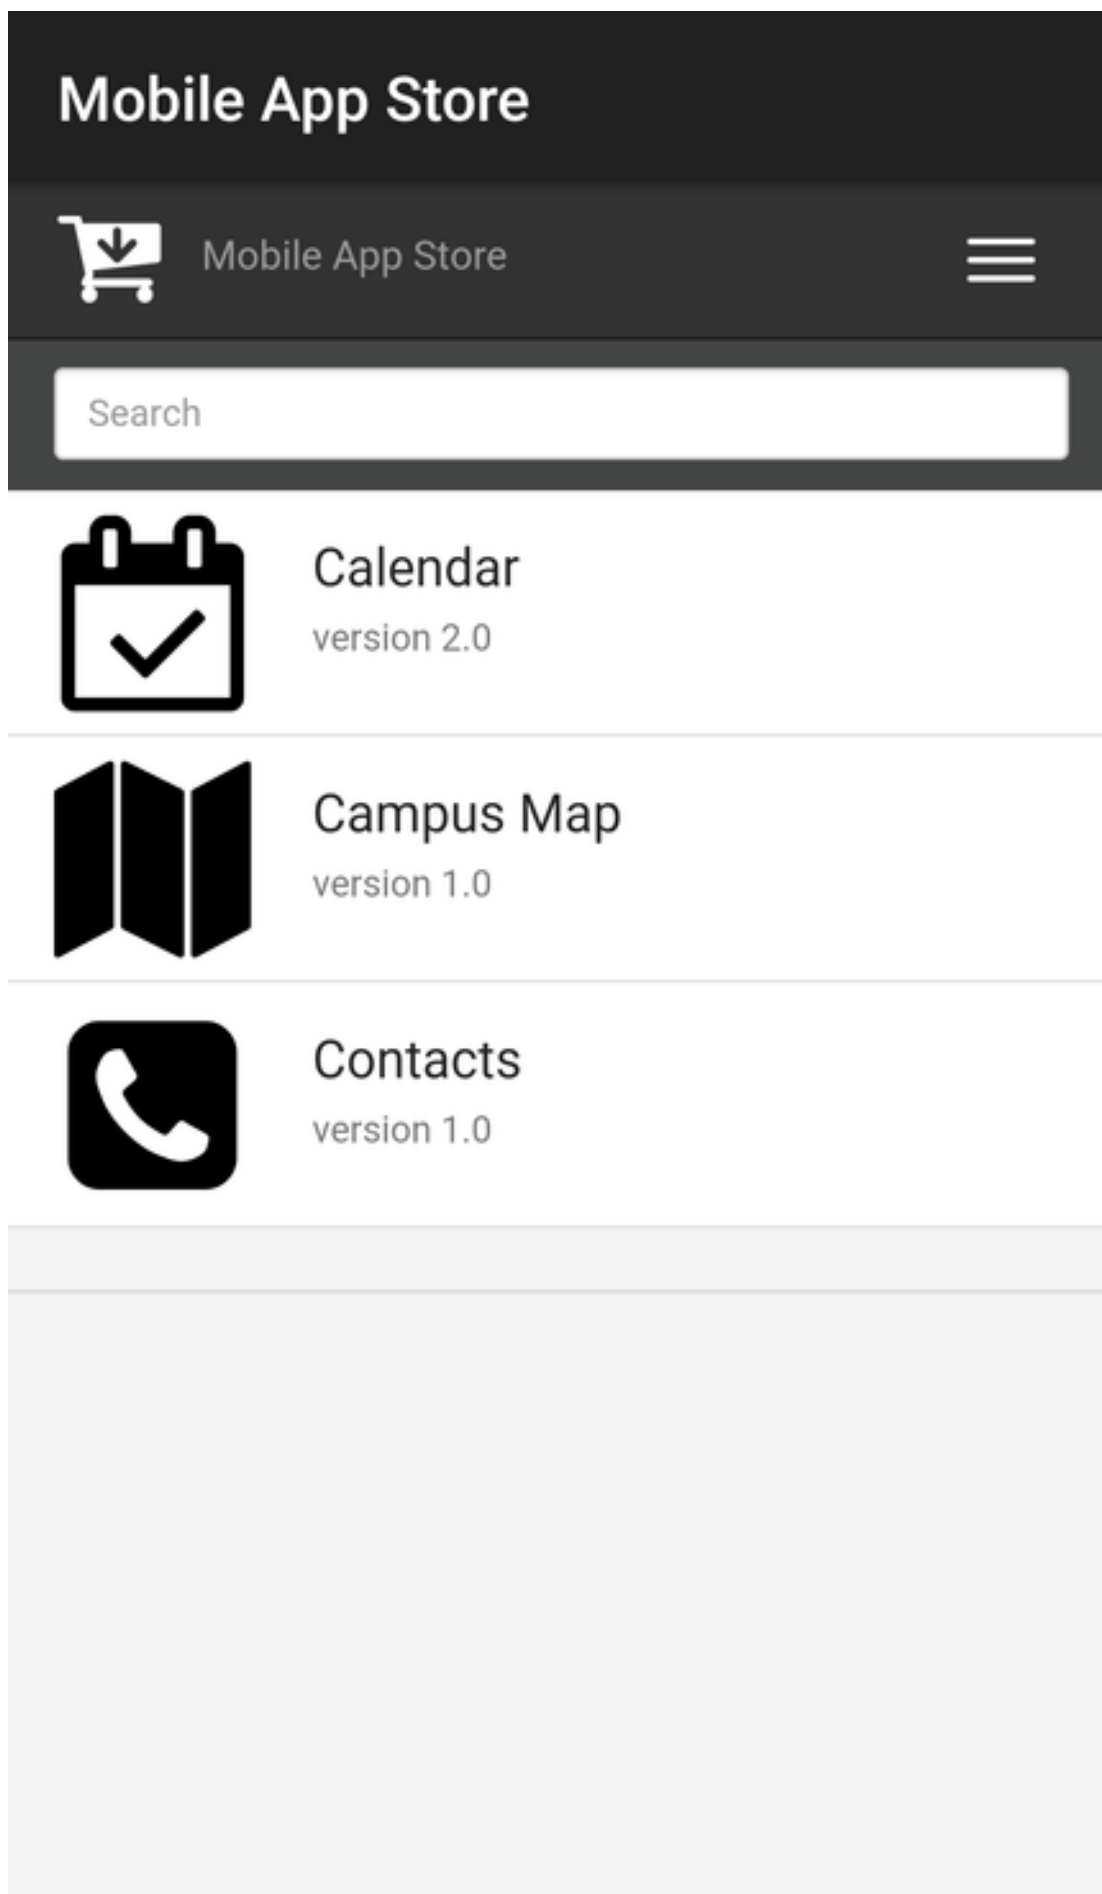 Mobile App Store
Mobile App Store
Search
Calendar
version 2.0
Campus Map
version 1.0
Contacts
version 1.0